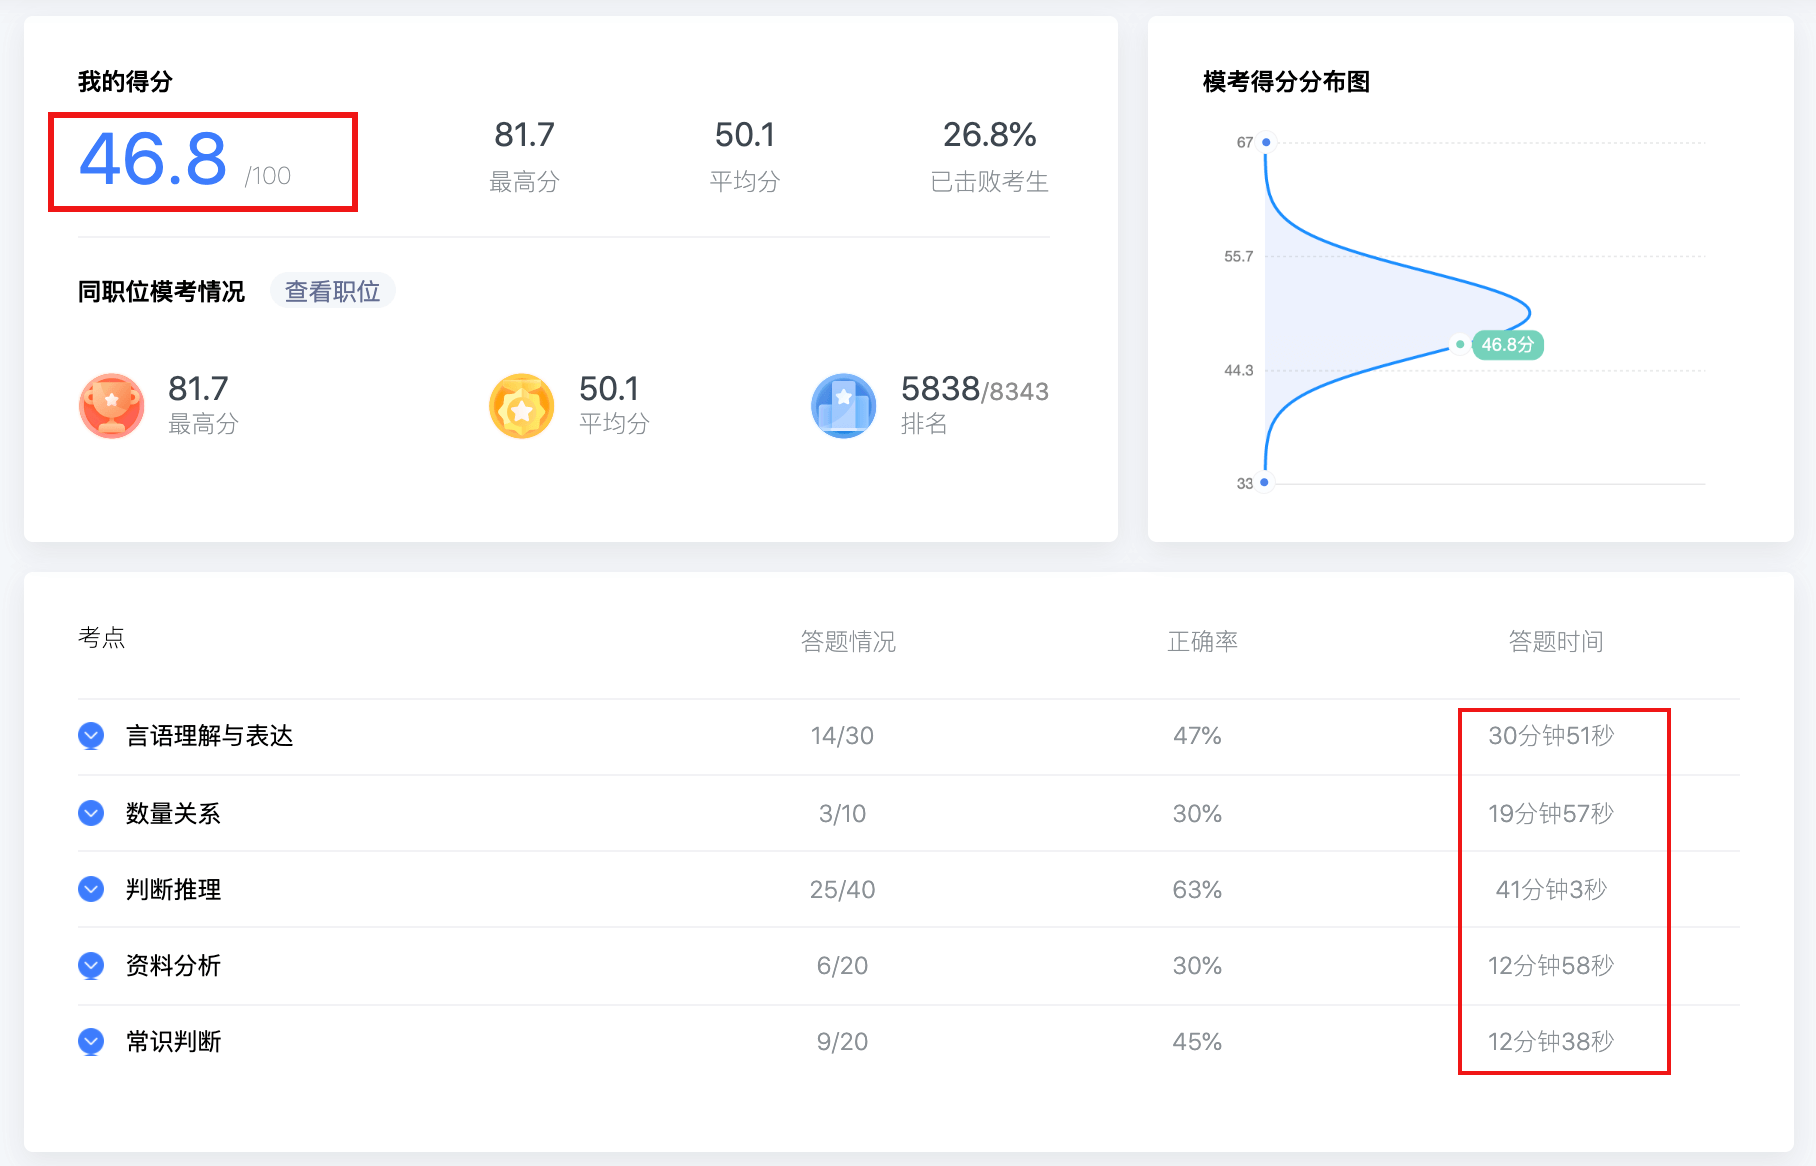 我的得分
46.8 /100
81.7
最高分
50.1
平均分
26.8%
已击败考生
同职位模考情况 查看职位
81.7
最高分
50.1
平均分
5838/8343
排名
模考得分分布图
67
55.7
46.8分
44.3
33
考点 答题情况 正确率 答题时间
言语理解与表达 14/30 47% 30分钟51秒
数量关系 3/10 30% 19分钟57秒
判断推理 25/40 63% 41分钟3秒
资料分析 6/20 30% 12分钟58秒
常识判断 9/20 45% 12分钟38秒